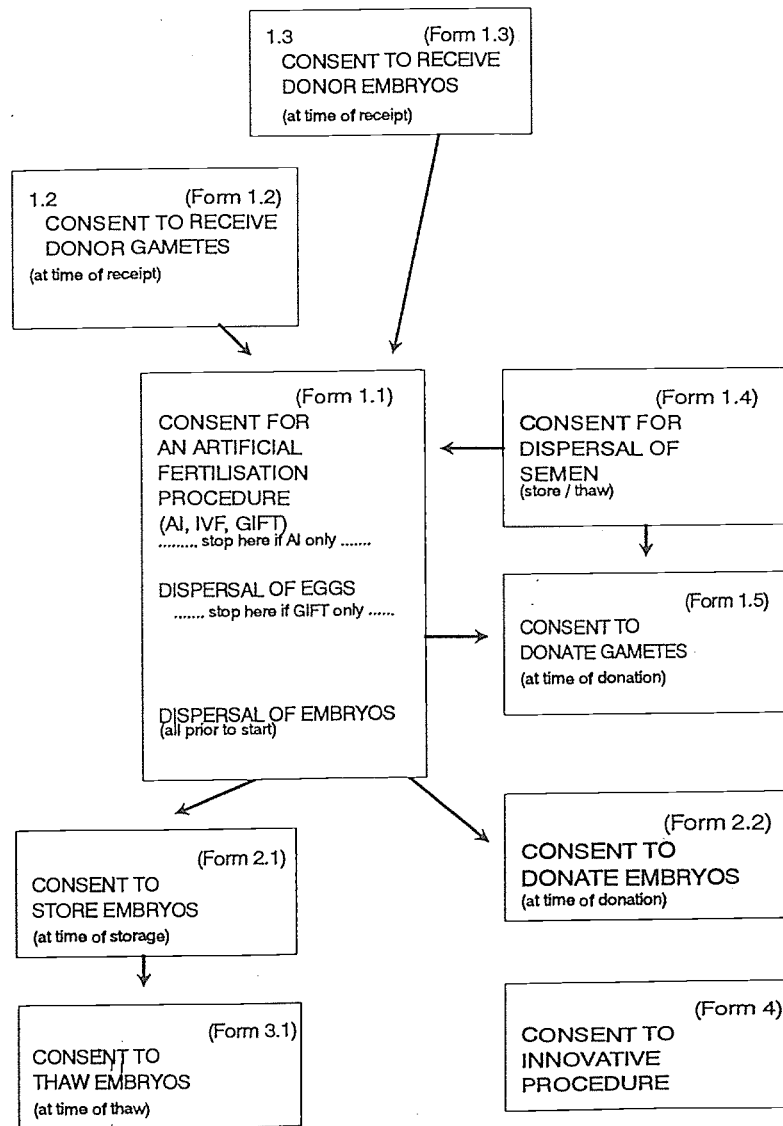 1.3 (Form 1.3)
CONSENT TO RECEIVE
DONOR EMBRYOS
(at time of receipt)
1.2 (Form 1.2)
CONSENT TO RECEIVE
DONOR GAMETES
(at time of receipt)
(Form 1.1)
CONSENT FOR
AN ARTIFICIAL
FERTILISATION
PROCEDURE
(AI, IVF, GIFT)
......... stop here if AI only .......
DISPERSAL OF EGGS
....... stop here if GIFT only ......
DISPERSAL OF EMBRYOS
(all prior to start)
(Form 1.4)
CONSENT FOR
DISPERSAL OF
SEMEN
(store / thaw)
(Form 1.5)
CONSENT TO
DONATE GAMETES
(at time of donation)
(Form 2.1)
CONSENT TO
STORE EMBRYOS
(at time of storage)
(Form 2.2)
CONSENT TO
DONATE EMBRYOS
(at time of donation)
(Form 3.1)
CONSENT TO
THAW EMBRYOS
(at time of thaw)
(Form 4)
CONSENT TO
INNOVATIVE
PROCEDURE